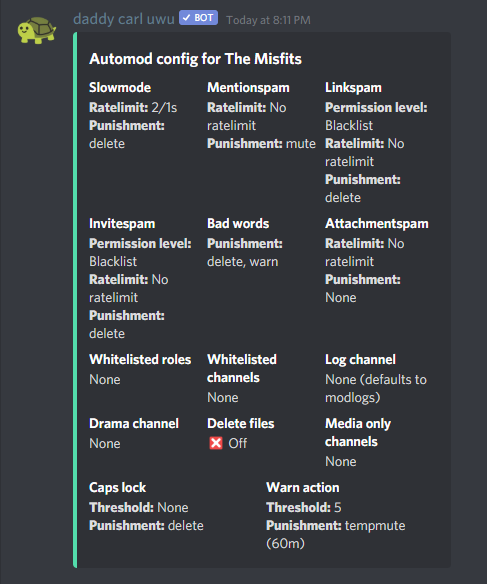 daddy carl uwu ✓ BOT Today at 8:11 PM
Automod config for The Misfits
Slowmode
Ratelimit: 2/1s
Punishment:
delete
Mentionspam
Ratelimit: No
ratelimit
Punishment: mute
Linkspam
Permission level:
Blacklist
Ratelimit: No
ratelimit
Punishment:
delete
Invitespam
Permission level:
Blacklist
Ratelimit: No
ratelimit
Punishment:
delete
Bad words
Punishment:
delete, warn
Attachmentspam
Ratelimit: No
ratelimit
Punishment:
None
Whitelisted roles
None
Whitelisted
channels
None
Log channel
None (defaults to
modlogs)
Drama channel
None
Delete files
❌ Off
Media only
channels
None
Caps lock
Threshold: None
Punishment: delete
Warn action
Threshold: 5
Punishment: tempmute
(60m)